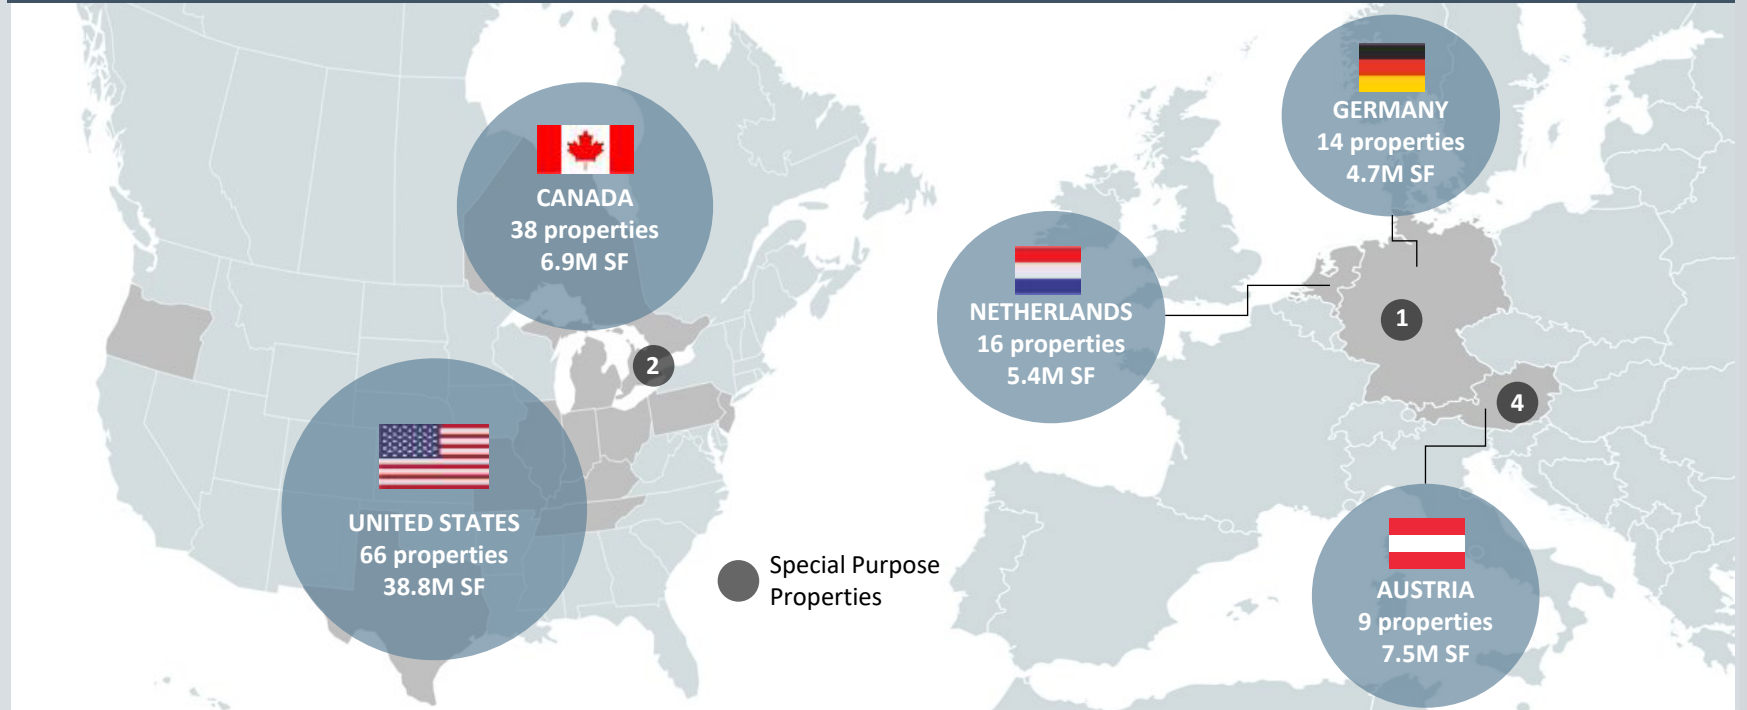 CANADA
38 properties
6.9M SF
2
UNITED STATES
66 properties
38.8M SF
Special Purpose
Properties
GERMANY
14 properties
4.7M SF
NETHERLANDS
16 properties
5.4M SF
1
4
AUSTRIA
9 properties
7.5M SF